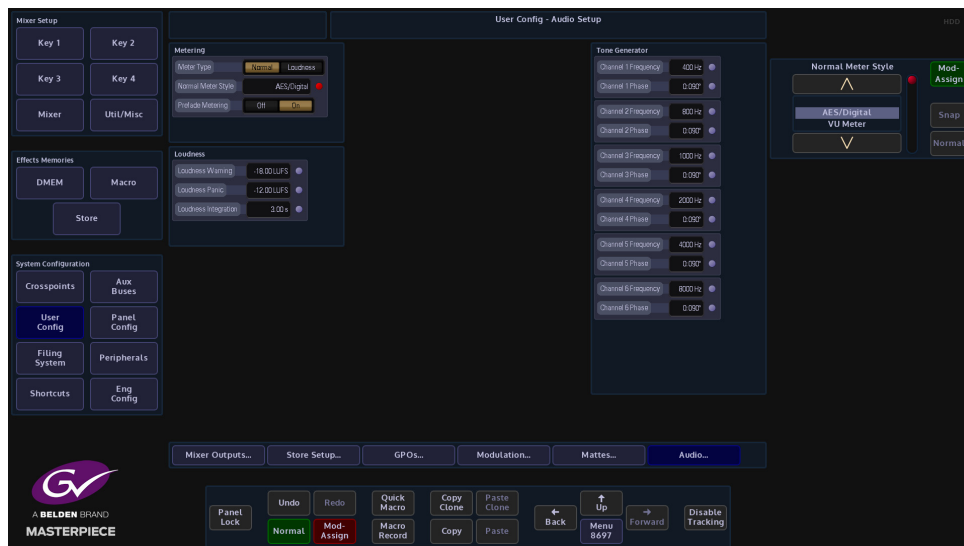 Mixer Setup
Key 1
Key 2
Key 3
Key 4
Mixer
Util/Misc
Effects Memories
DMEM
Macro
Store
System Configuration
Crosspoints
Aux
Buses
User
Config
Panel
Config
Filing
System
Peripherals
Shortcuts
Eng
Config
GV
A BELDEN BRAND
MASTERPIECE
User Config - Audio Setup
HDD
Metering
Meter Type
Normal
Loudness
Normal Meter Style
AES/Digital
Prefade Metering
Off
On
Loudness
Loudness Warning
-18.00 LUFS
Loudness Panic
-12.00 LUFS
Loudness Integration
3.00 s
Tone Generator
Channel 1 Frequency
400 Hz
Channel 1 Phase
0.090°
Channel 2 Frequency
800 Hz
Channel 2 Phase
0.090°
Channel 3 Frequency
1000 Hz
Channel 3 Phase
0.090°
Channel 4 Frequency
2000 Hz
Channel 4 Phase
0.090°
Channel 5 Frequency
4000 Hz
Channel 5 Phase
0.090°
Channel 6 Frequency
8000 Hz
Channel 6 Phase
0.090°
Normal Meter Style
AES/Digital
VU Meter
Mod-
Assign
Snap
Normal
Mixer Outputs...
Store Setup...
GPOs...
Modulation...
Mattes...
Audio...
Panel
Lock
Undo
Redo
Normal
Mod-
Assign
Quick
Macro
Macro
Record
Copy
Clone
Paste
Clone
Copy
Paste
Back
Up
Menu
8697
Forward
Disable
Tracking